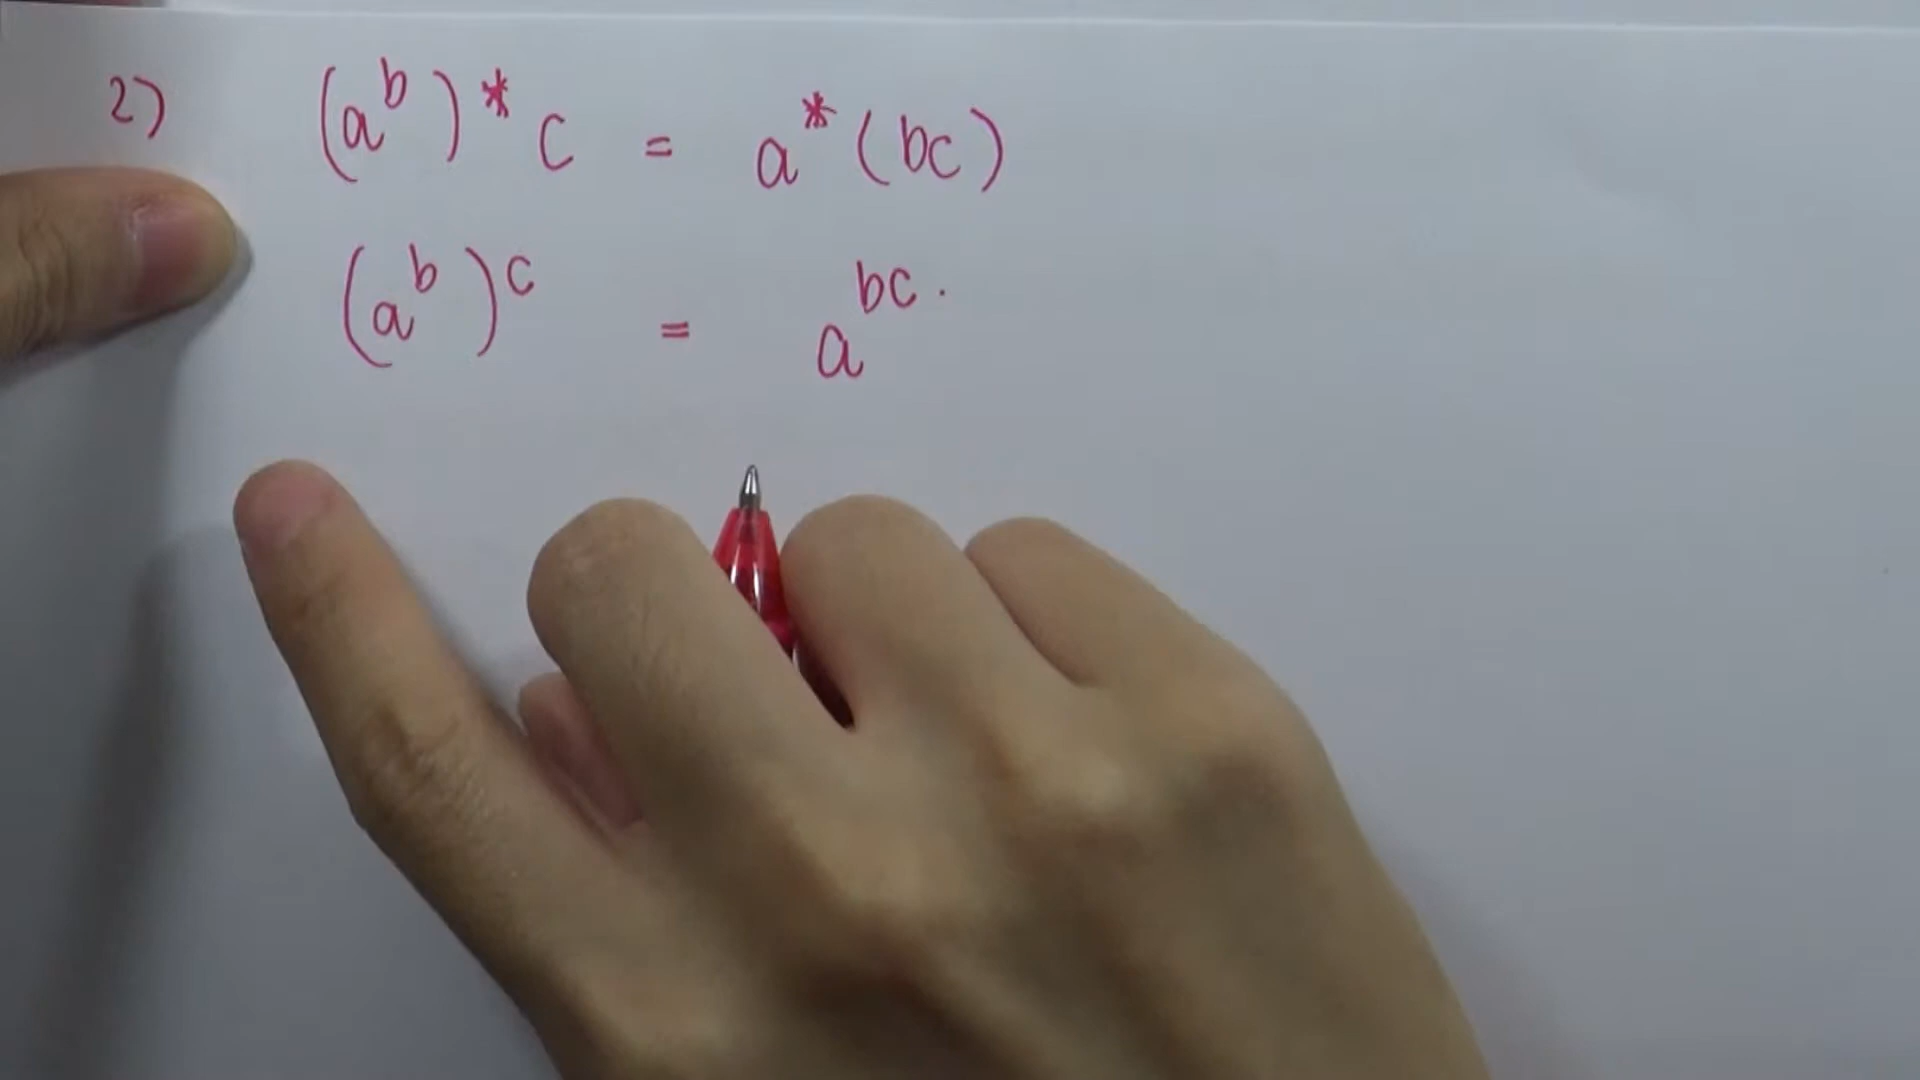 2) (a^b)*c = a*(bc)
(a^b)^c = a^bc.